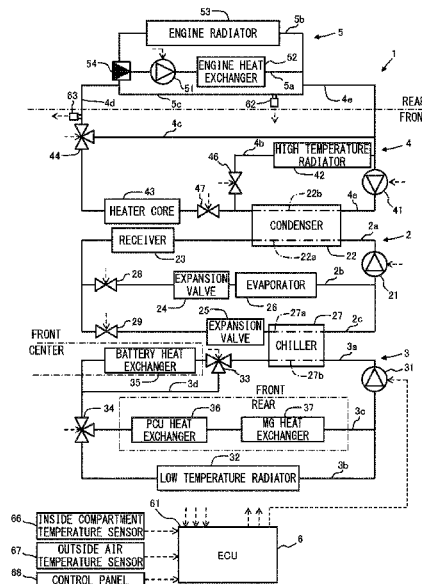 53
ENGINE RADIATOR
5b
5
54
ENGINE HEAT
EXCHANGER
52
51
5a
1
63
4d
5c
62
4e
REAR
FRONT
4c
44
4b
4
46
HIGH TEMPERATURE
RADIATOR
42
43
47
22b
4e
41
HEATER CORE
CONDENSER
2a
RECEIVER
23
22a
22
2
28
EXPANSION
VALVE
24
EVAPORATOR
26
2b
21
29
25
EXPANSION
VALVE
27a
27
2c
CHILLER
FRONT
CENTER
3a
BATTERY HEAT
EXCHANGER
35
3d
33
27b
3
31
34
FRONT
REAR
36
PCU HEAT
EXCHANGER
37
MG HEAT
EXCHANGER
3c
32
LOW TEMPERATURE RADIATOR
3b
61
66
INSIDE COMPARTMENT
TEMPERATURE SENSOR
67
OUTSIDE AIR
TEMPERATURE SENSOR
68
CONTROL PANEL
ECU
6